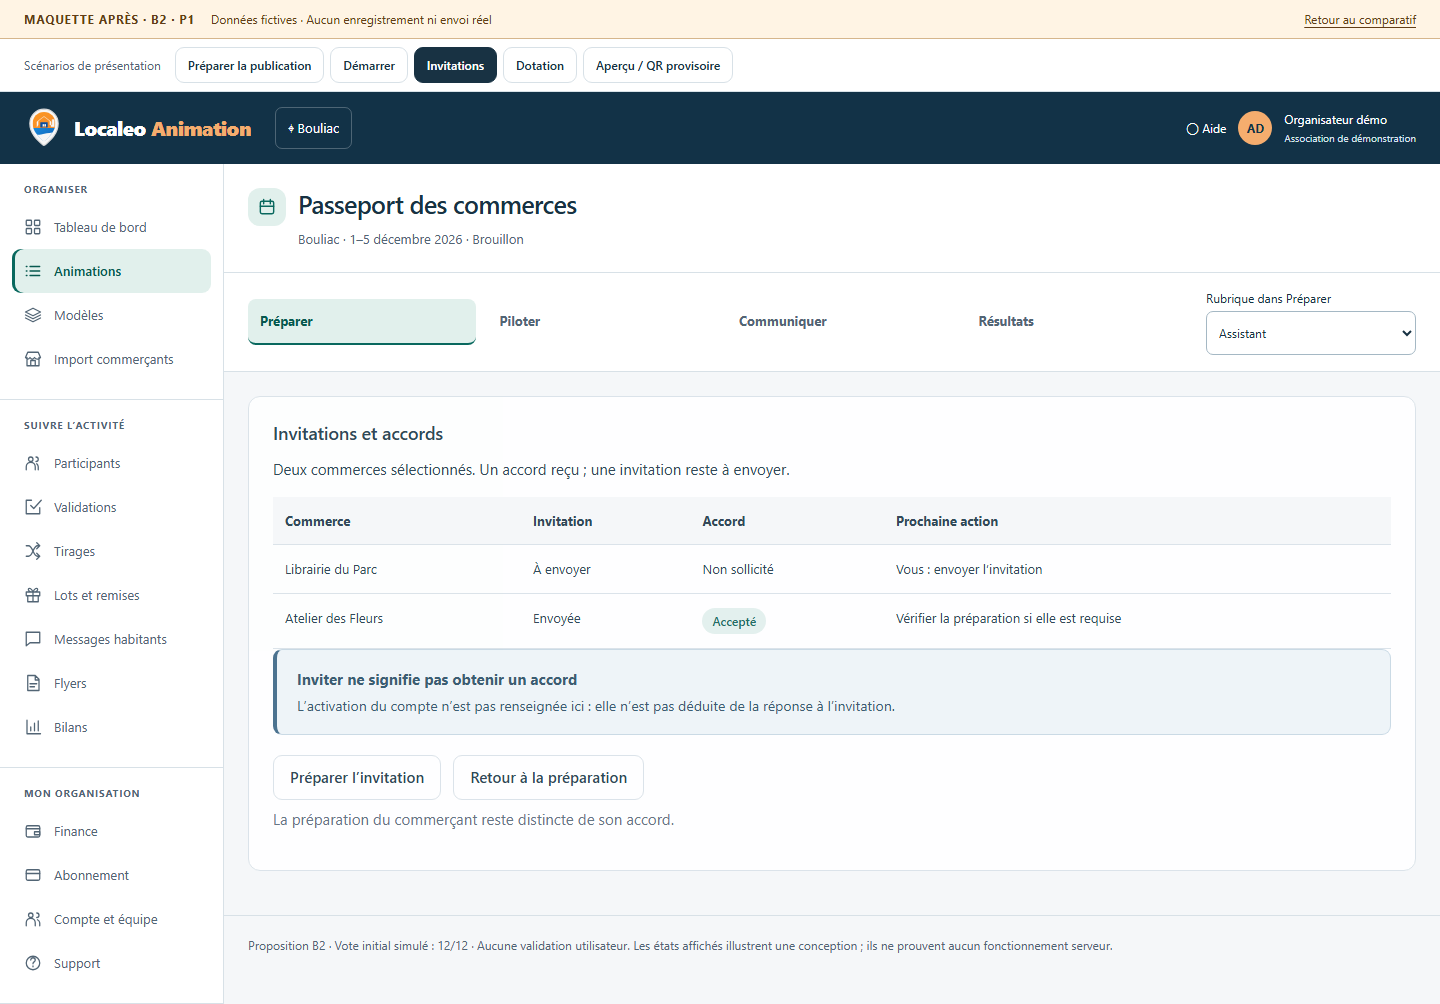 MAQUETTE APRÈS · B2 · P1 Données fictives · Aucun enregistrement ni envoi réel Retour au comparatif
Scénarios de présentation Préparer la publication Démarrer Invitations Dotation Aperçu / QR provisoire
Localeo Animation Bouliac Aide AD Organisateur démo
Association de démonstration
ORGANISER
Tableau de bord
Animations
Modèles
Import commerçants
SUIVRE L'ACTIVITÉ
Participants
Validations
Tirages
Lots et remises
Messages habitants
Flyers
Bilans
MON ORGANISATION
Finance
Abonnement
Compte et équipe
Support
Passeport des commerces
Bouliac · 1–5 décembre 2026 · Brouillon
Préparer Piloter Communiquer Résultats
Rubrique dans Préparer
Assistant
Invitations et accords
Deux commerces sélectionnés. Un accord reçu ; une invitation reste à envoyer.
Commerce Invitation Accord Prochaine action
Librairie du Parc À envoyer Non sollicité Vous : envoyer l'invitation
Atelier des Fleurs Envoyée Accepté Vérifier la préparation si elle est requise
Inviter ne signifie pas obtenir un accord
L'activation du compte n'est pas renseignée ici : elle n'est pas déduite de la réponse à l'invitation.
Préparer l'invitation Retour à la préparation
La préparation du commerçant reste distincte de son accord.
Proposition B2 · Vote initial simulé : 12/12 · Aucune validation utilisateur. Les états affichés illustrent une conception ; ils ne prouvent aucun fonctionnement serveur.